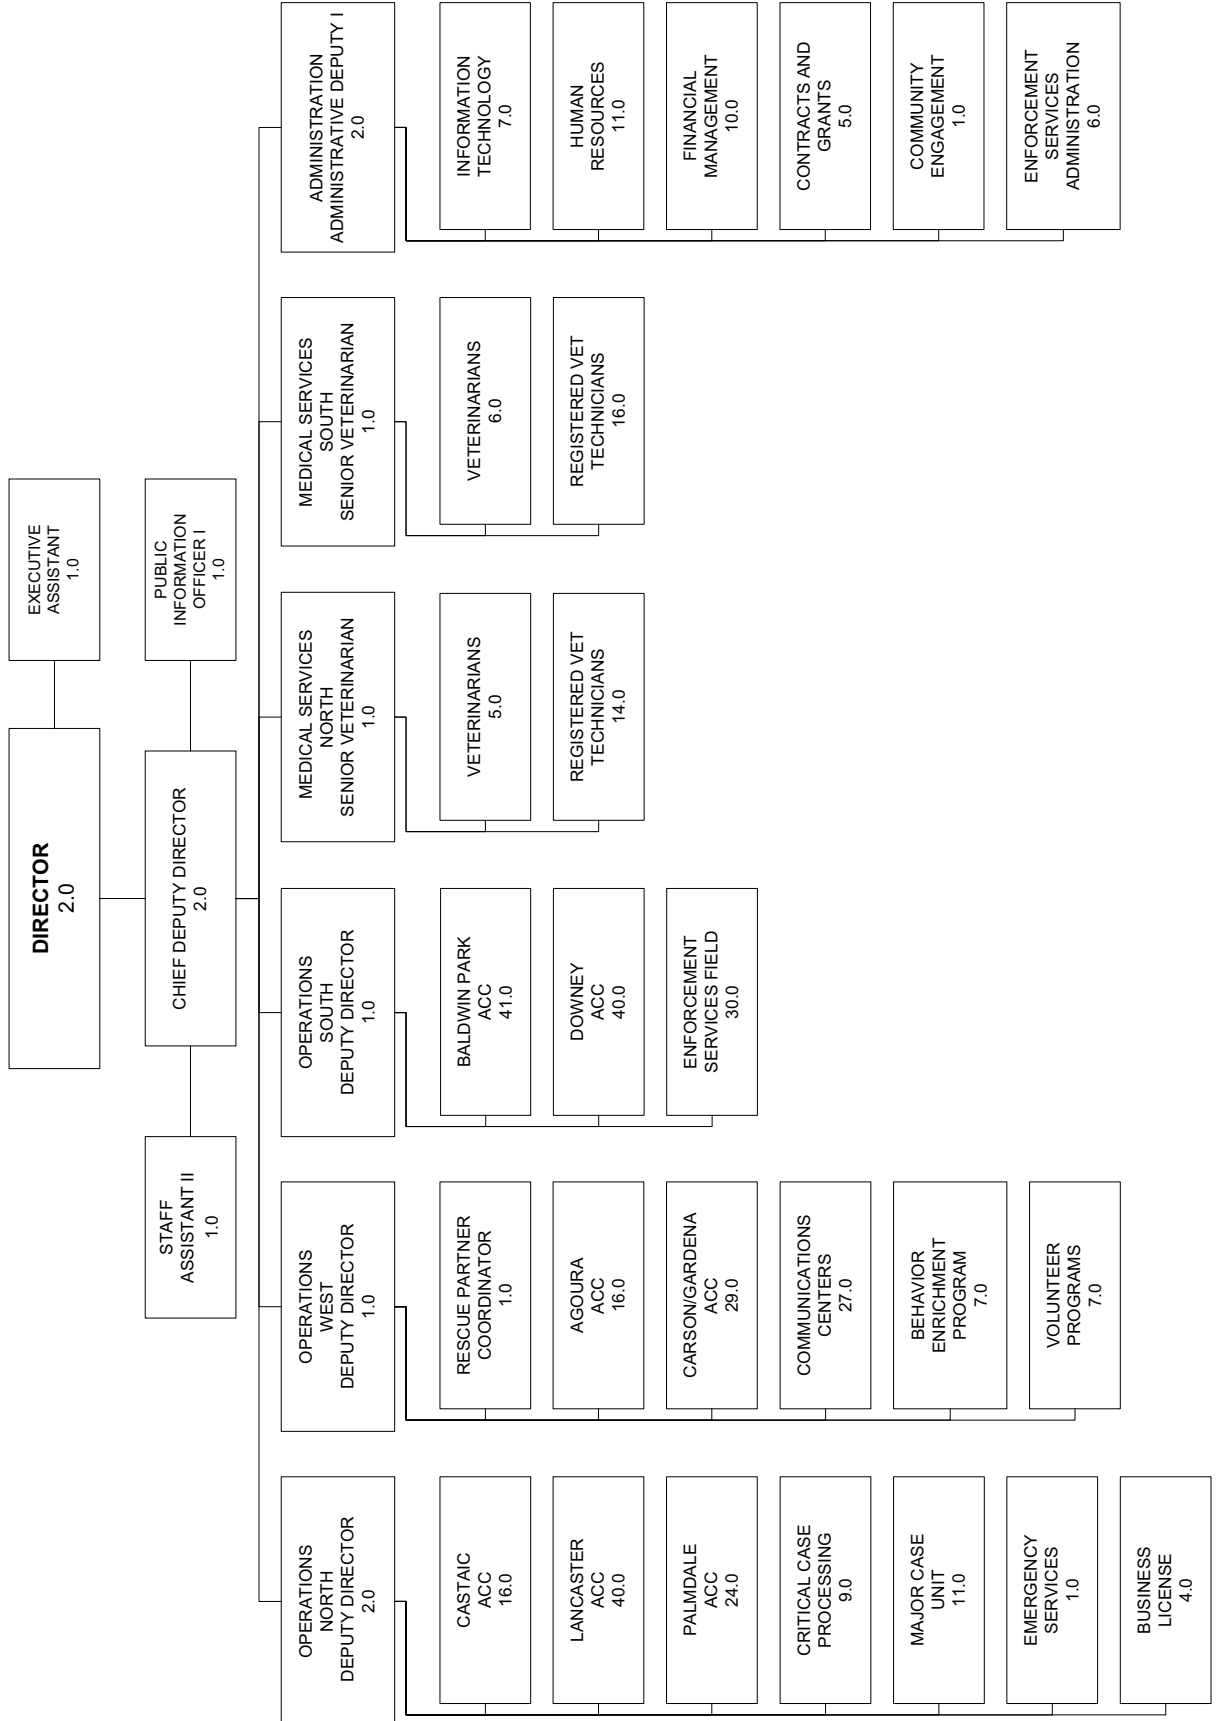 DIRECTOR
2.0
EXECUTIVE
ASSISTANT
1.0
STAFF
ASSISTANT II
1.0
CHIEF DEPUTY DIRECTOR
2.0
PUBLIC
INFORMATION
OFFICER I
1.0
OPERATIONS
NORTH
DEPUTY DIRECTOR
2.0
CASTAIC
ACC
16.0
LANCASTER
ACC
40.0
PALMDALE
ACC
24.0
CRITICAL CASE
PROCESSING
9.0
MAJOR CASE
UNIT
11.0
EMERGENCY
SERVICES
1.0
BUSINESS
LICENSE
4.0
OPERATIONS
WEST
DEPUTY DIRECTOR
1.0
RESCUE PARTNER
COORDINATOR
1.0
AGOURA
ACC
16.0
CARSON/GARDENA
ACC
29.0
COMMUNICATIONS
CENTERS
27.0
BEHAVIOR
ENRICHMENT
PROGRAM
7.0
VOLUNTEER
PROGRAMS
7.0
OPERATIONS
SOUTH
DEPUTY DIRECTOR
1.0
BALDWIN PARK
ACC
41.0
DOWNEY
ACC
40.0
ENFORCEMENT
SERVICES FIELD
30.0
MEDICAL SERVICES
NORTH
SENIOR VETERINARIAN
1.0
VETERINARIANS
5.0
REGISTERED VET
TECHNICIANS
14.0
MEDICAL SERVICES
SOUTH
SENIOR VETERINARIAN
1.0
VETERINARIANS
6.0
REGISTERED VET
TECHNICIANS
16.0
ADMINISTRATION
ADMINISTRATIVE DEPUTY I
2.0
INFORMATION
TECHNOLOGY
7.0
HUMAN
RESOURCES
11.0
FINANCIAL
MANAGEMENT
10.0
CONTRACTS AND
GRANTS
5.0
COMMUNITY
ENGAGEMENT
1.0
ENFORCEMENT
SERVICES
ADMINISTRATION
6.0